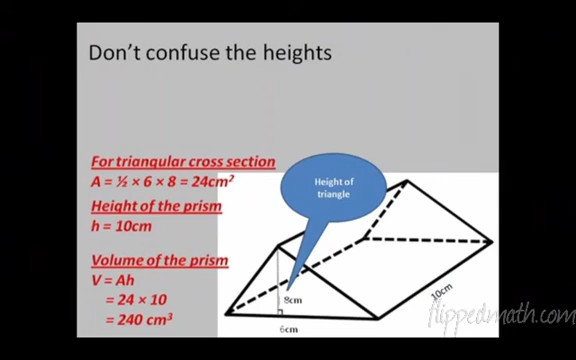 Don't confuse the heights
For triangular cross section
A = ½ × 6 × 8 = 24cm²
Height of the prism
h = 10cm
Volume of the prism
V = Ah
= 24 × 10
= 240 cm³
Height of
triangle
8cm
6cm
10cm
flippedmath.com